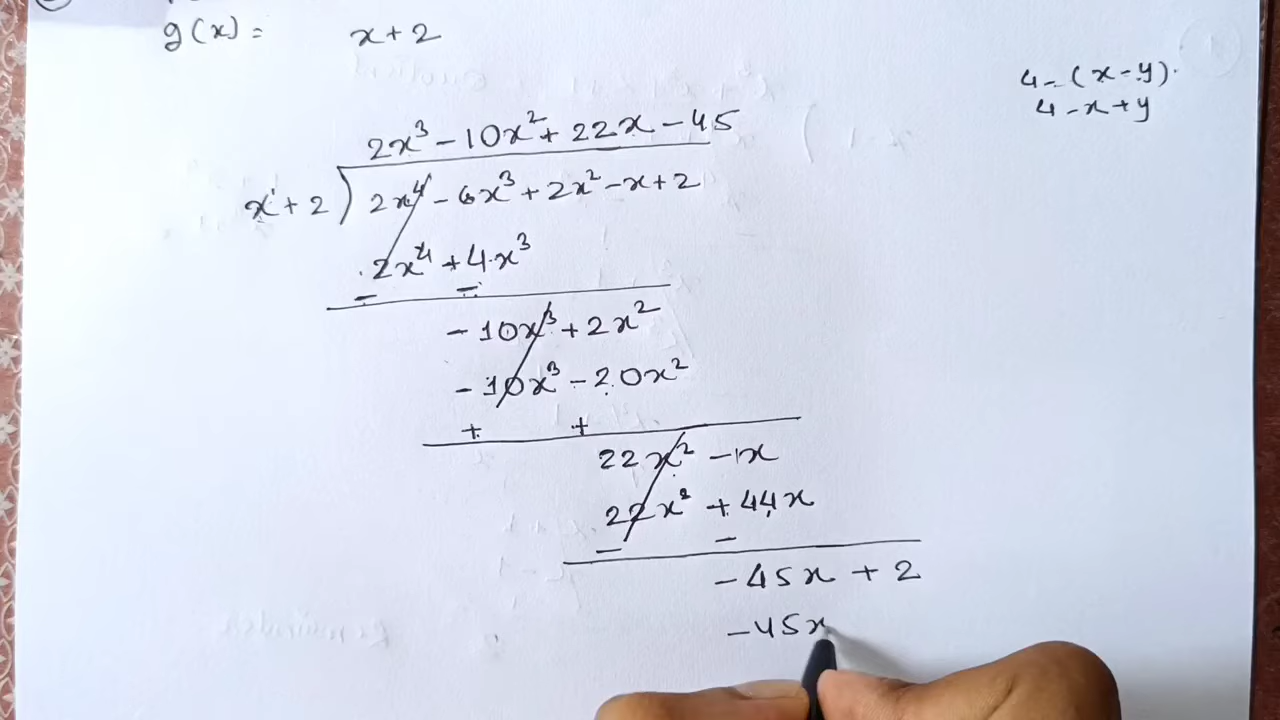 g(x) = x+2
4-(x-y).
4-x+y
2x³ - 10x² + 22x - 45
x+2 ) 2x⁴ - 6x³ + 2x² - x + 2
2x⁴ + 4x³
- -
-10x³ + 2x²
-10x³ - 20x²
+ +
22x² - 1x
22x² + 44x
- -
-45x + 2
-45x